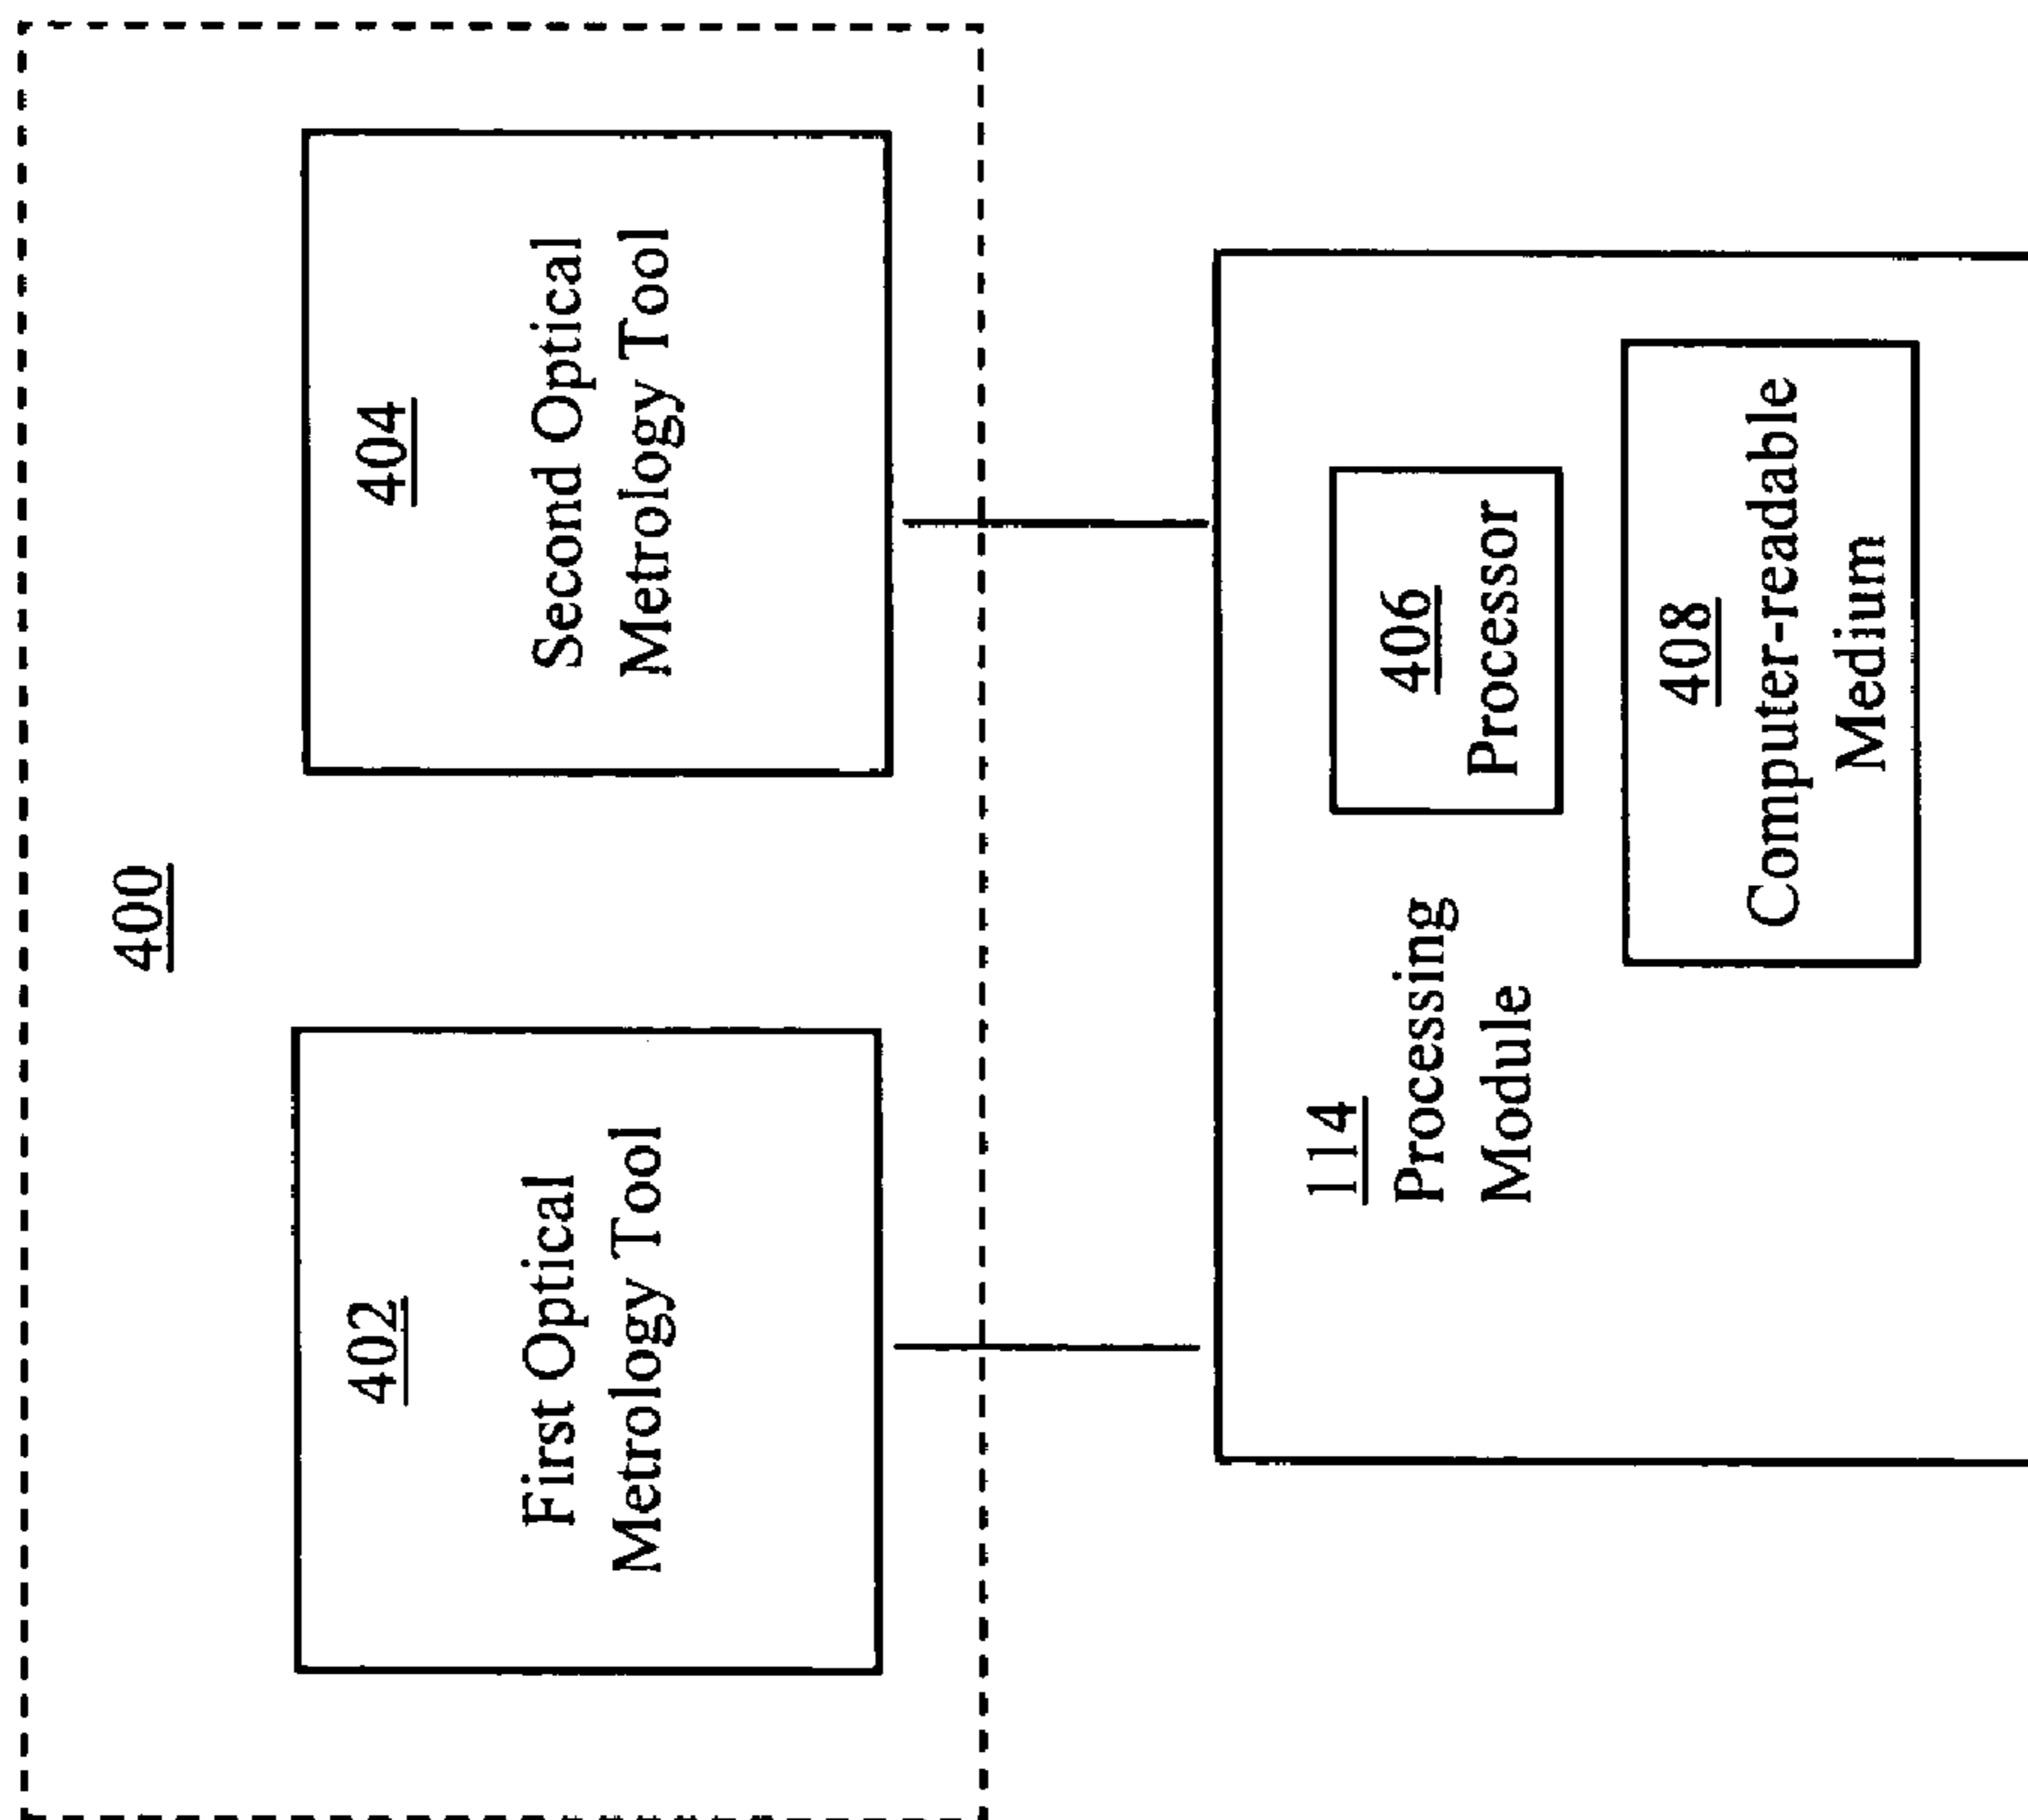 400
402
First Optical
Metrology Tool
404
Second Optical
Metrology Tool
114
Processing
Module
406
Processor
408
Computer-readable
Medium